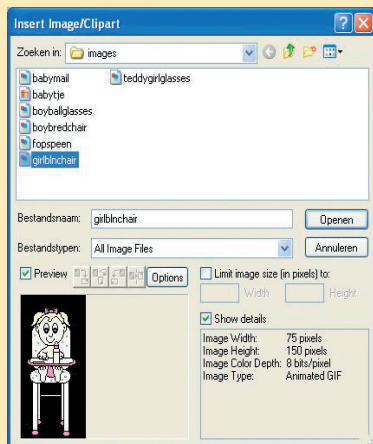 Insert Image/Clipart
Zoeken in: images
babymail teddygirlglasses
babytje
boyballglasses
boybredchair
fopspeen
girlblnchair
Bestandsnaam: girlblnchair Openen
Bestandstypen: All Image Files Annuleren
Preview Options Limit image size (in pixels) to:
Width Height
Show details
Image Width: 75 pixels
Image Height: 150 pixels
Image Color Depth: 8 bits/pixel
Image Type: Animated GIF